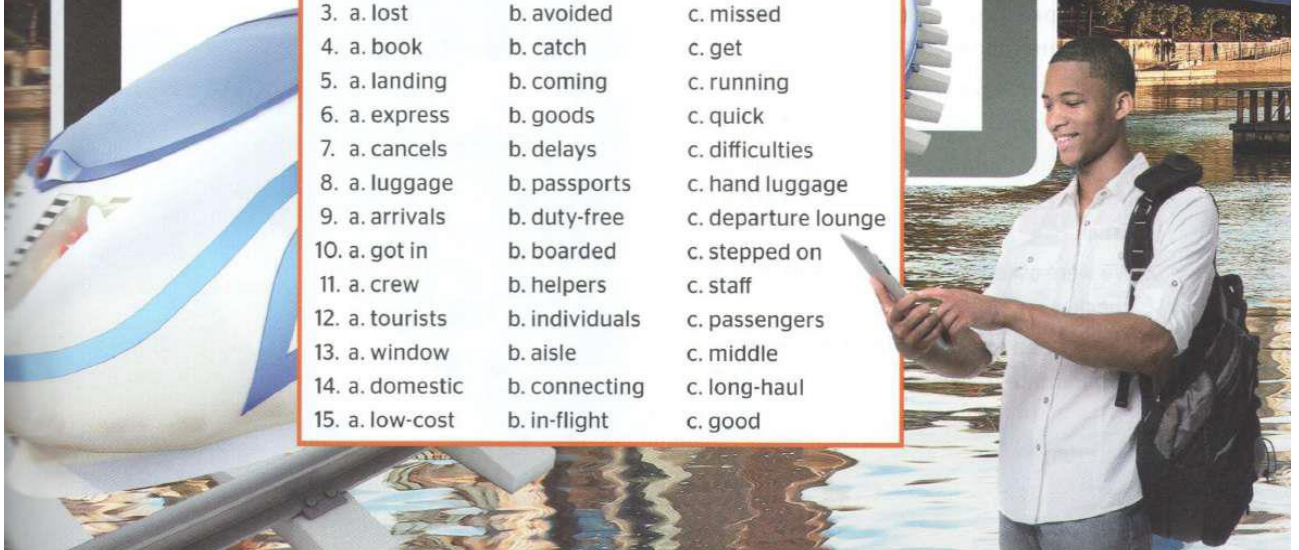 3. a. lost b. avoided c. missed
4. a. book b. catch c. get
5. a. landing b. coming c. running
6. a. express b. goods c. quick
7. a. cancels b. delays c. difficulties
8. a. luggage b. passports c. hand luggage
9. a. arrivals b. duty-free c. departure lounge
10. a. got in b. boarded c. stepped on
11. a. crew b. helpers c. staff
12. a. tourists b. individuals c. passengers
13. a. window b. aisle c. middle
14. a. domestic b. connecting c. long-haul
15. a. low-cost b. in-flight c. good